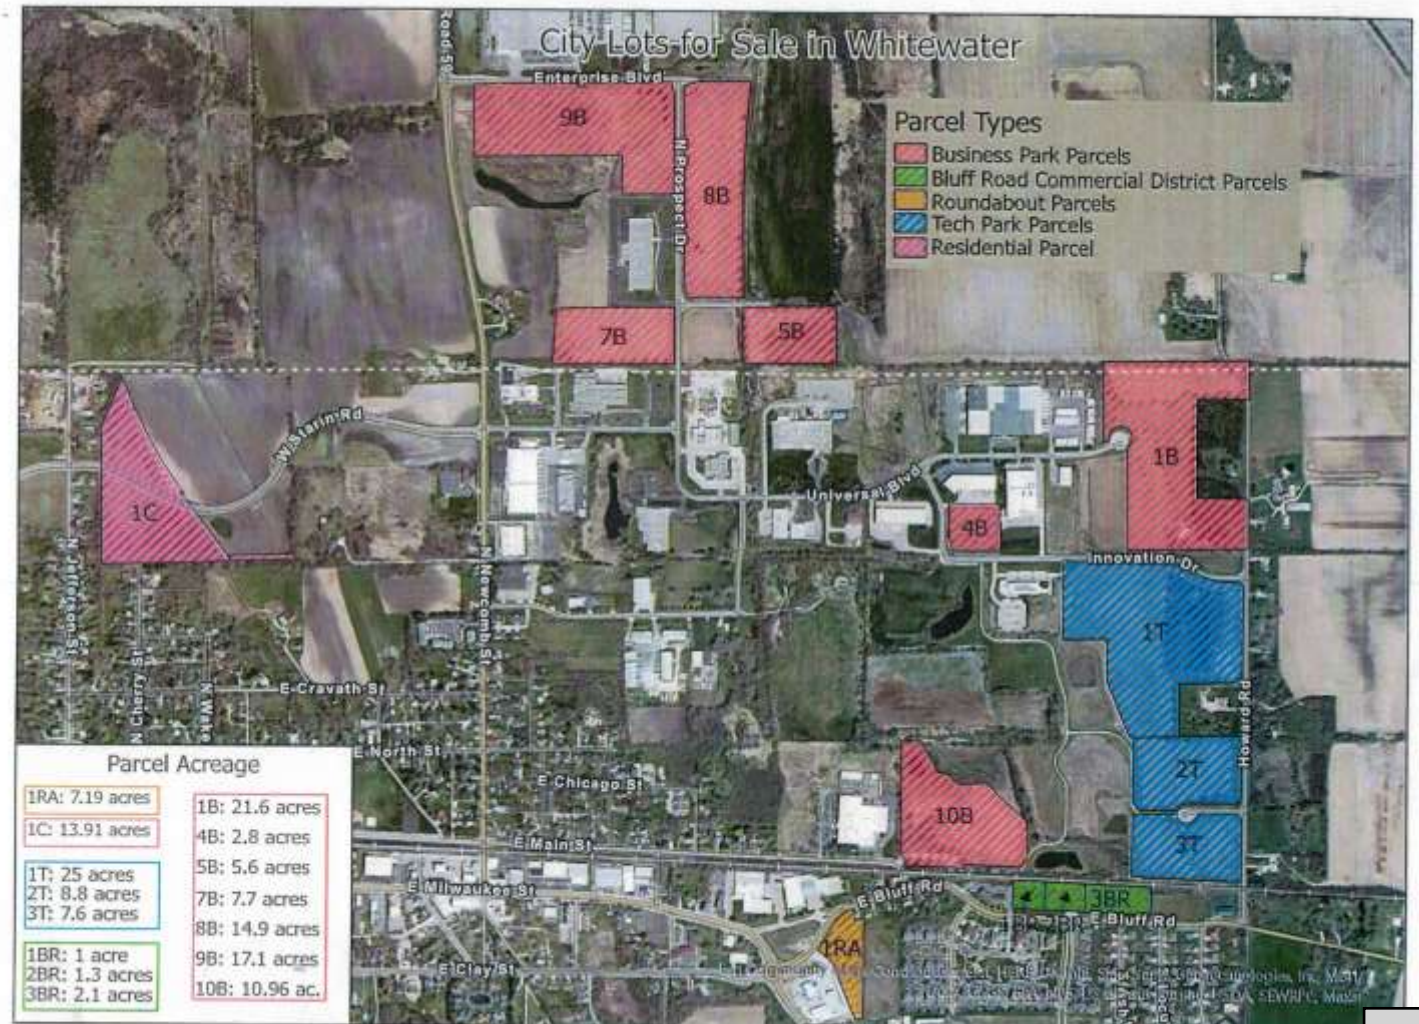 City Lots for Sale in Whitewater
Enterprise Blvd
9B
N Prospect Dr
8B
Parcel Types
Business Park Parcels
Bluff Road Commercial District Parcels
Roundabout Parcels
Tech Park Parcels
Residential Parcel
7B
5B
W Starin Rd
1B
Universal Blvd
1C
4B
Innovation Dr
N Jefferson St
N Newcomb St
1T
N Cherry St
E Cravath St
Howard Rd
E North St
2T
E Chicago St
10B
E Main St
3T
E Milwaukee St
E Bluff Rd
3BR
E Bluff Rd
1RA
E Clay St
Parcel Acreage
1RA: 7.19 acres
1C: 13.91 acres
1T: 25 acres
2T: 8.8 acres
3T: 7.6 acres
1BR: 1 acre
2BR: 1.3 acres
3BR: 2.1 acres
1B: 21.6 acres
4B: 2.8 acres
5B: 5.6 acres
7B: 7.7 acres
8B: 14.9 acres
9B: 17.1 acres
10B: 10.96 ac.